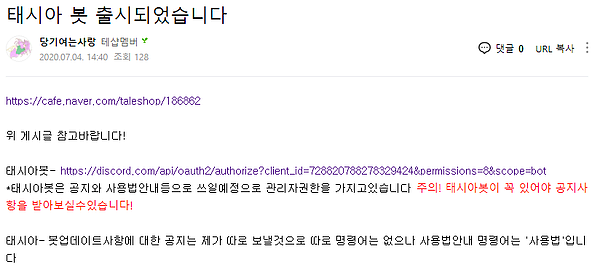 태시아 봇 출시되었습니다
당기여는사랑 테샵멤버
2020.07.04. 14:40 조회 128
댓글 0 URL 복사
https://cafe.naver.com/taleshop/186862
위 게시글 참고바랍니다!
태시아봇- https://discord.com/api/oauth2/authorize?client_id=728820788278329424&permissions=8&scope=bot
*태시아봇은 공지와 사용법안내등으로 쓰일예정으로 관리자권한을 가지고있습니다 주의! 태시아븟이 꼭 있어야 공지사
항을 받아보실수있습니다!
태시아- 봇업데이트사항에 대한 공지는 제가 따로 보낼것으로 따로 명령어는 없으나 사용법안내 명령어는 '사용법'입니
다